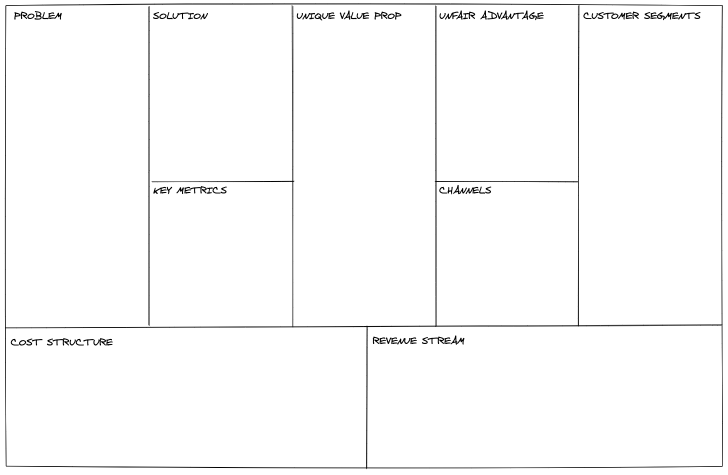 PROBLEM
SOLUTION
UNIQUE VALUE PROP
UNFAIR ADVANTAGE
CUSTOMER SEGMENTS
KEY METRICS
CHANNELS
COST STRUCTURE
REVENUE STREAM